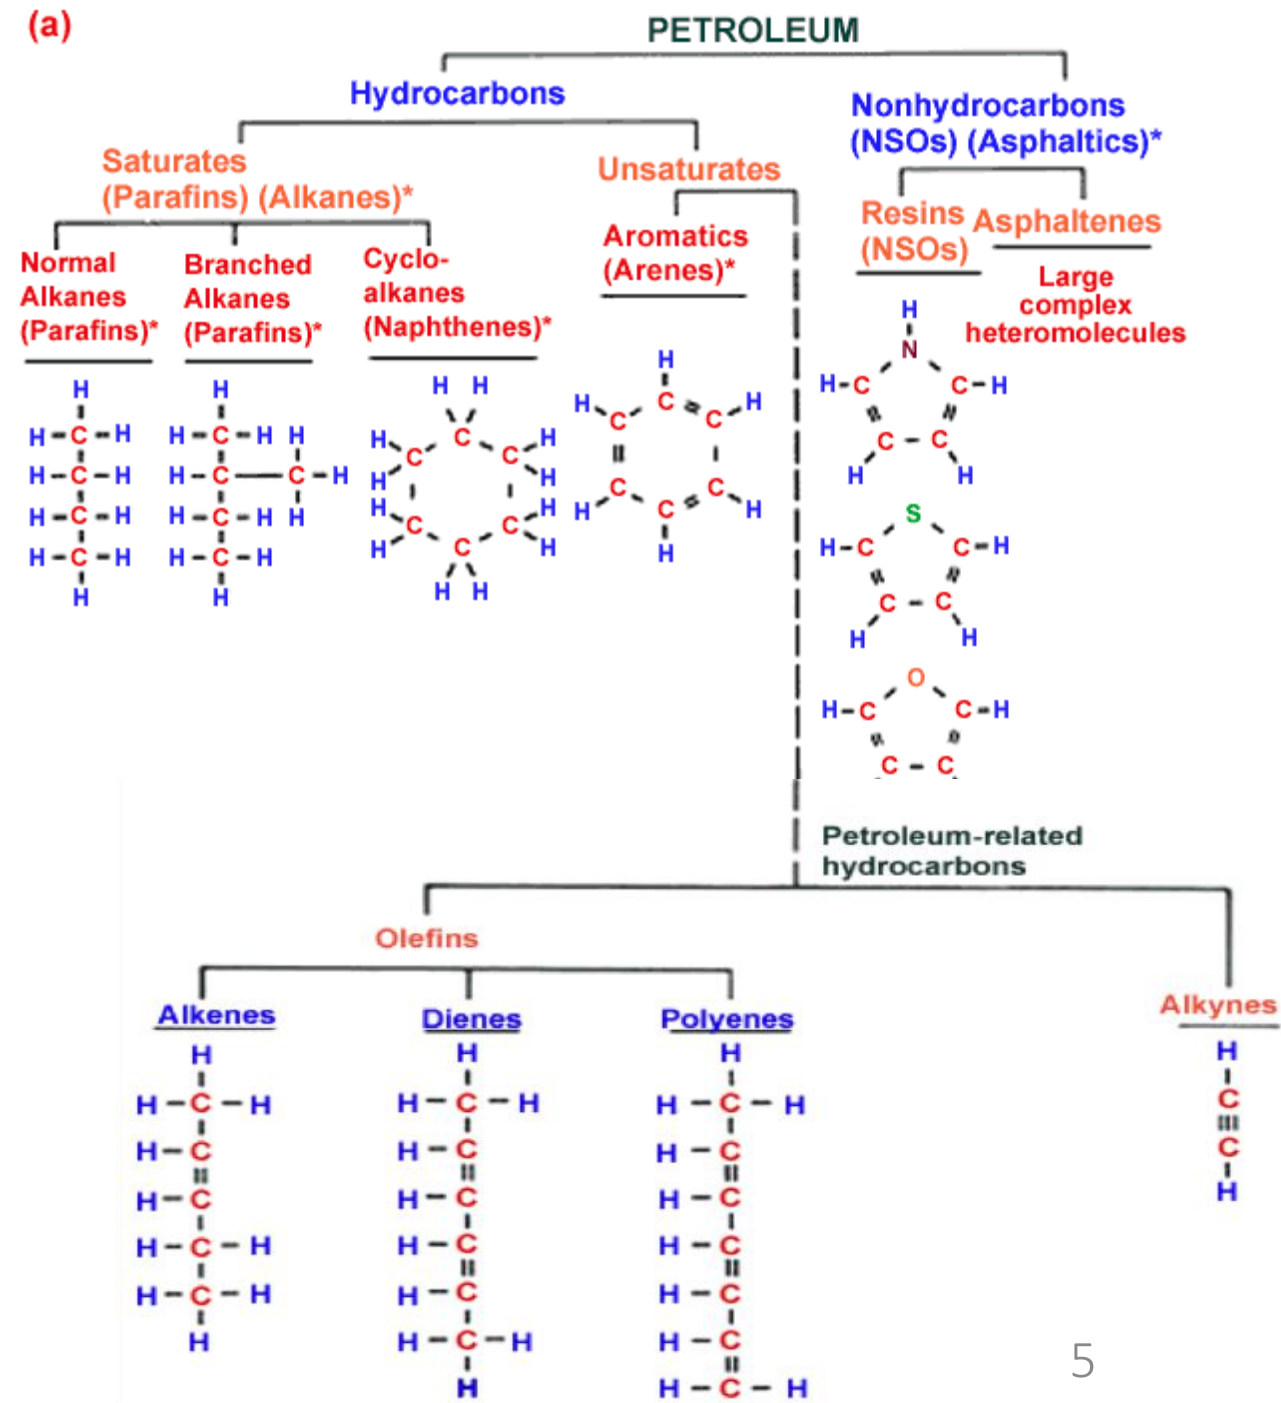 (a)
PETROLEUM
Hydrocarbons
Nonhydrocarbons
(NSOs) (Asphaltics)*
Saturates
(Parafins) (Alkanes)*
Unsaturates
Resins
(NSOs)
Asphaltenes
Normal
Alkanes
(Parafins)*
Branched
Alkanes
(Parafins)*
Cyclo-
alkanes
(Naphthenes)*
Aromatics
(Arenes)*
Large
complex
heteromolecules
H
H-C-H
H-C-H
H-C-H
H-C-H
H
H
H-C-H H
H-C-C-H
H-C-H H
H-C-H
H
H H
H C H
H C C H
H C C H
H C H
H H
H
H C H
C C
C C
H C H
H
H
N
H-C C-H
C-C
H H
S
H-C C-H
C-C
H H
O
H-C C-H
C-C
Petroleum-related
hydrocarbons
Olefins
Alkenes
Dienes
Polyenes
Alkynes
H
H-C-H
H-C
H-C
H-C-H
H-C-H
H
H
H-C-H
H-C
H-C
H-C
H-C
H-C-H
H
H
H-C-H
H-C
H-C
H-C
H-C
H-C
H-C-H
H
C
C
H
5